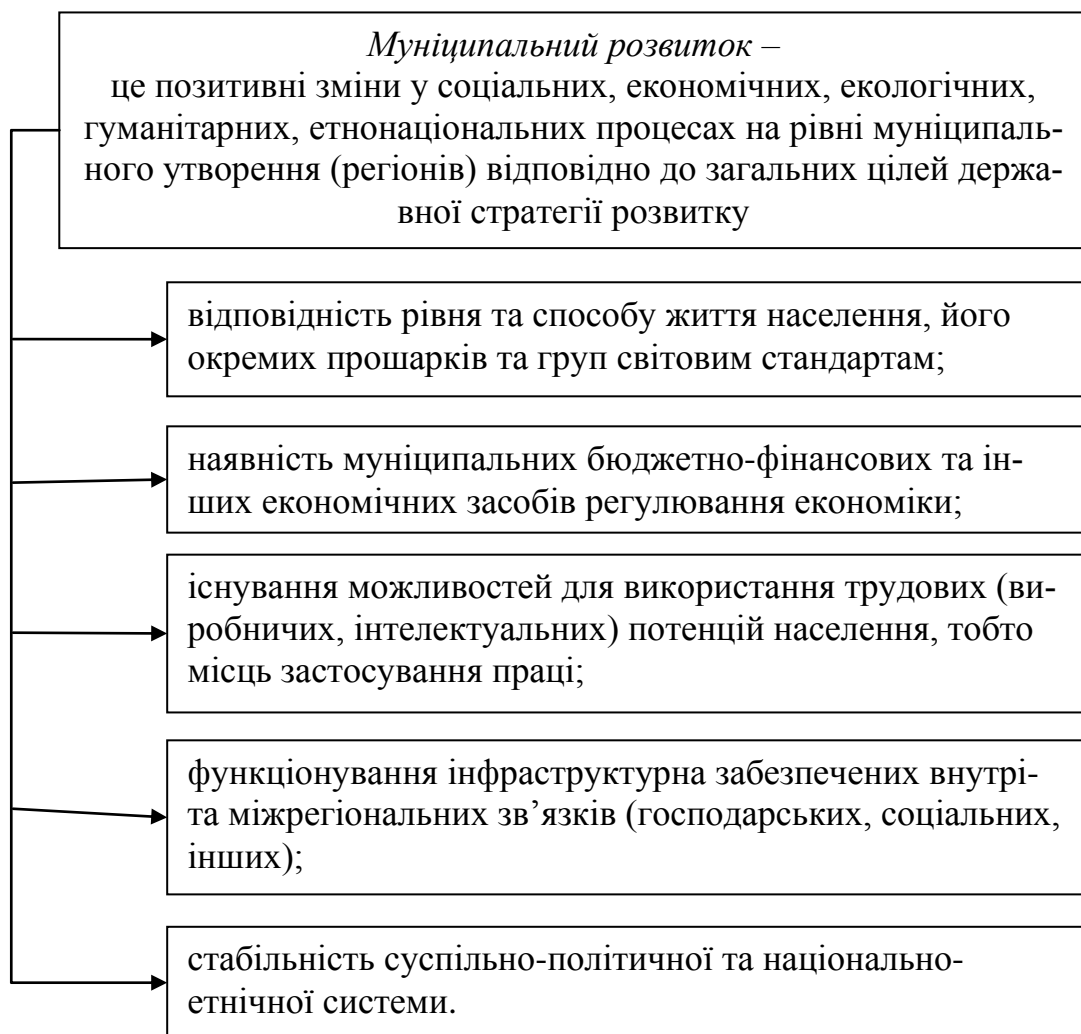 Муніципальний розвиток –
це позитивні зміни у соціальних, економічних, екологічних,
гуманітарних, етнонаціональних процесах на рівні муніципаль-
ного утворення (регіонів) відповідно до загальних цілей держа-
вної стратегії розвитку
відповідність рівня та способу життя населення, його
окремих прошарків та груп світовим стандартам;
наявність муніципальних бюджетно-фінансових та ін-
ших економічних засобів регулювання економіки;
існування можливостей для використання трудових (ви-
робничих, інтелектуальних) потенцій населення, тобто
місць застосування праці;
функціонування інфраструктурна забезпечених внутрі-
та міжрегіональних зв’язків (господарських, соціальних,
інших);
стабільність суспільно-політичної та національно-
етнічної системи.